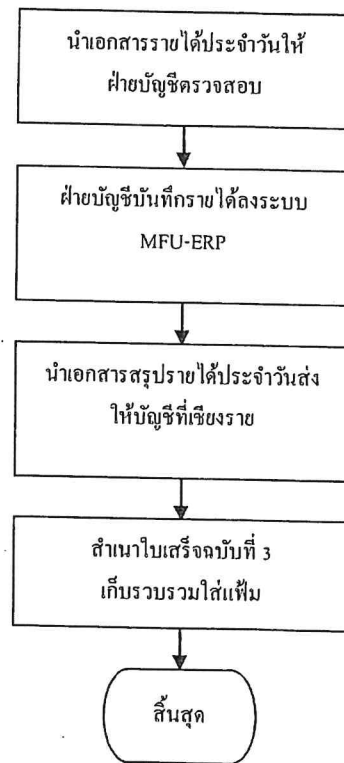 นำเอกสารรายได้ประจำวันให้
ฝ่ายบัญชีตรวจสอบ
ฝ่ายบัญชีบันทึกรายได้ลงระบบ
MFU-ERP
นำเอกสารสรุปรายได้ประจำวันส่ง
ให้บัญชีที่เชียงราย
สำเนาใบเสร็จฉบับที่ 3
เก็บรวบรวมใส่แฟ้ม
สิ้นสุด